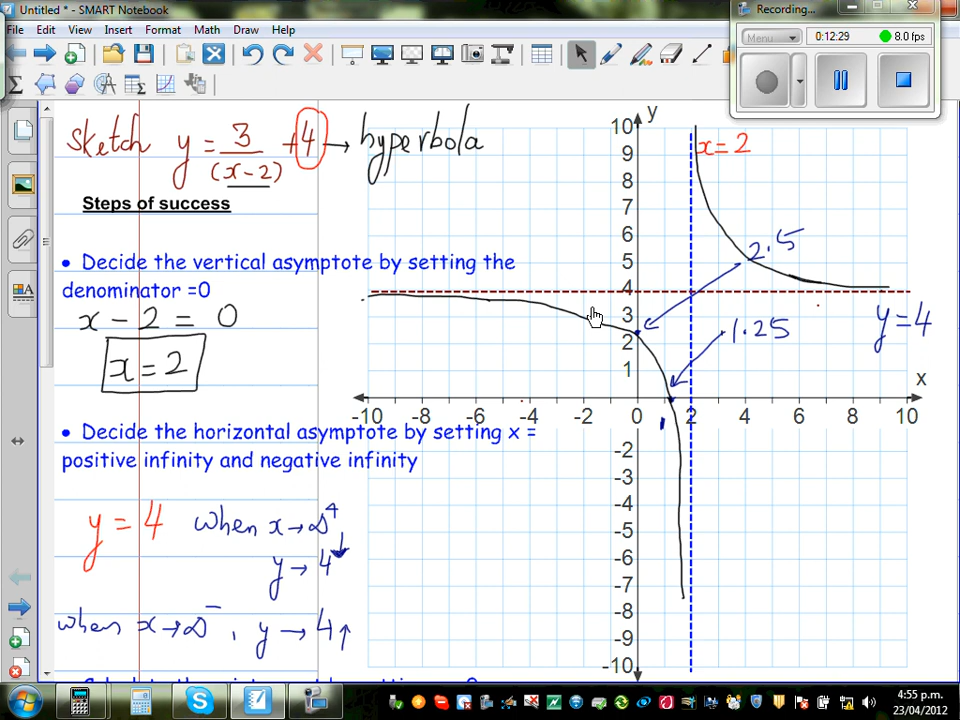 Untitled * - SMART Notebook
File Edit View Insert Format Math Draw Help
Recording...
Menu
0:12:29
8.0 fps
sketch y = 3/(x-2) + 4 → hyperbola
Steps of success
• Decide the vertical asymptote by setting the
denominator =0
x - 2 = 0
x = 2
• Decide the horizontal asymptote by setting x =
positive infinity and negative infinity
y = 4 when x → ∞⁺
y → 4↓
when x → ∞⁻, y → 4↑
y
x = 2
10
9
8
7
6
5
4
3
2
1
2.5
1.25
y = 4
x
-10 -8 -6 -4 -2 0 2 4 6 8 10
-2
-3
-4
-5
-6
-7
-8
-9
-10
4:55 p.m.
23/04/2012